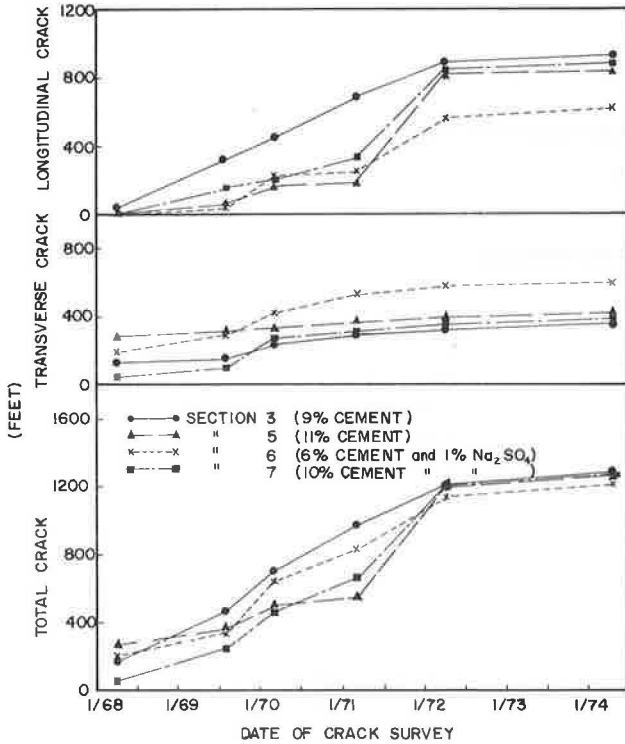 1200
800
400
0
LONGITUDINAL CRACK
800
400
0
TRANSVERSE CRACK
(FEET)
SECTION 3 (9% CEMENT)
" 5 (11% CEMENT)
" 6 (6% CEMENT and 1% Na₂SO₄)
" 7 (10% CEMENT " " )
1600
1200
800
400
0
TOTAL CRACK
1/68 1/69 1/70 1/71 1/72 1/73 1/74
DATE OF CRACK SURVEY